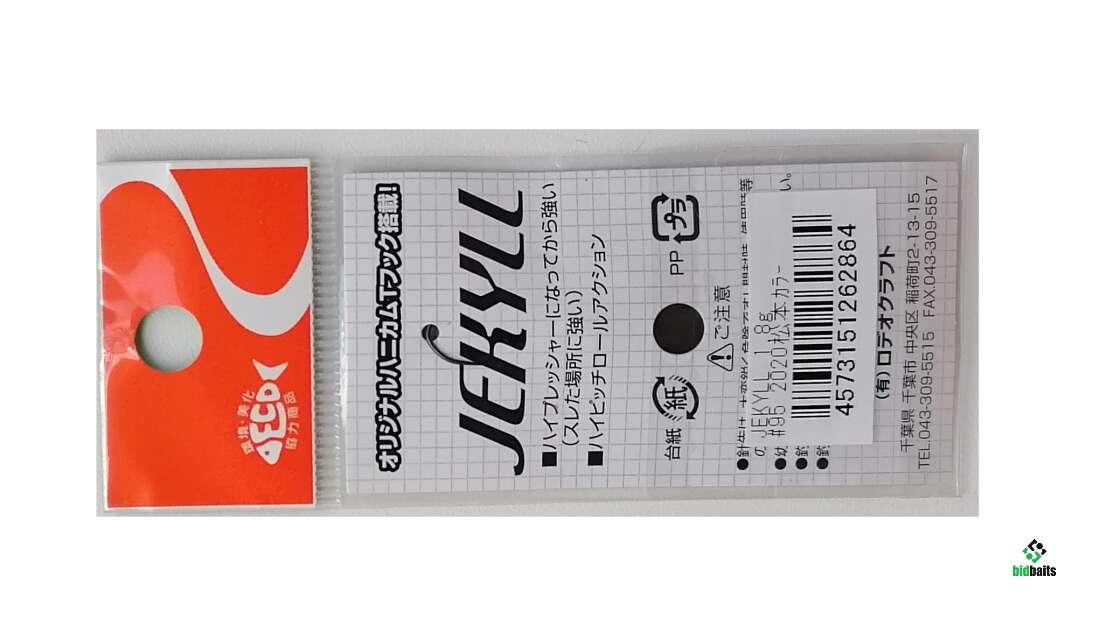 環境・美化
AECO
協力商品
オリジナルハニカムTフック搭載!
JEKYLL
■ハイプレッシャーになってから強い
(スレた場所に強い)
■ハイピッチロールアクション
台紙 紙 PP プラ
ご注意
JEKYLL 1.8g
#95 2020松本カラー
4573151262864
(有)ロデオクラフト
千葉県 千葉市 中央区 稲荷町2-13-15
TEL.043-309-5515 FAX.043-309-5517
bidbaits